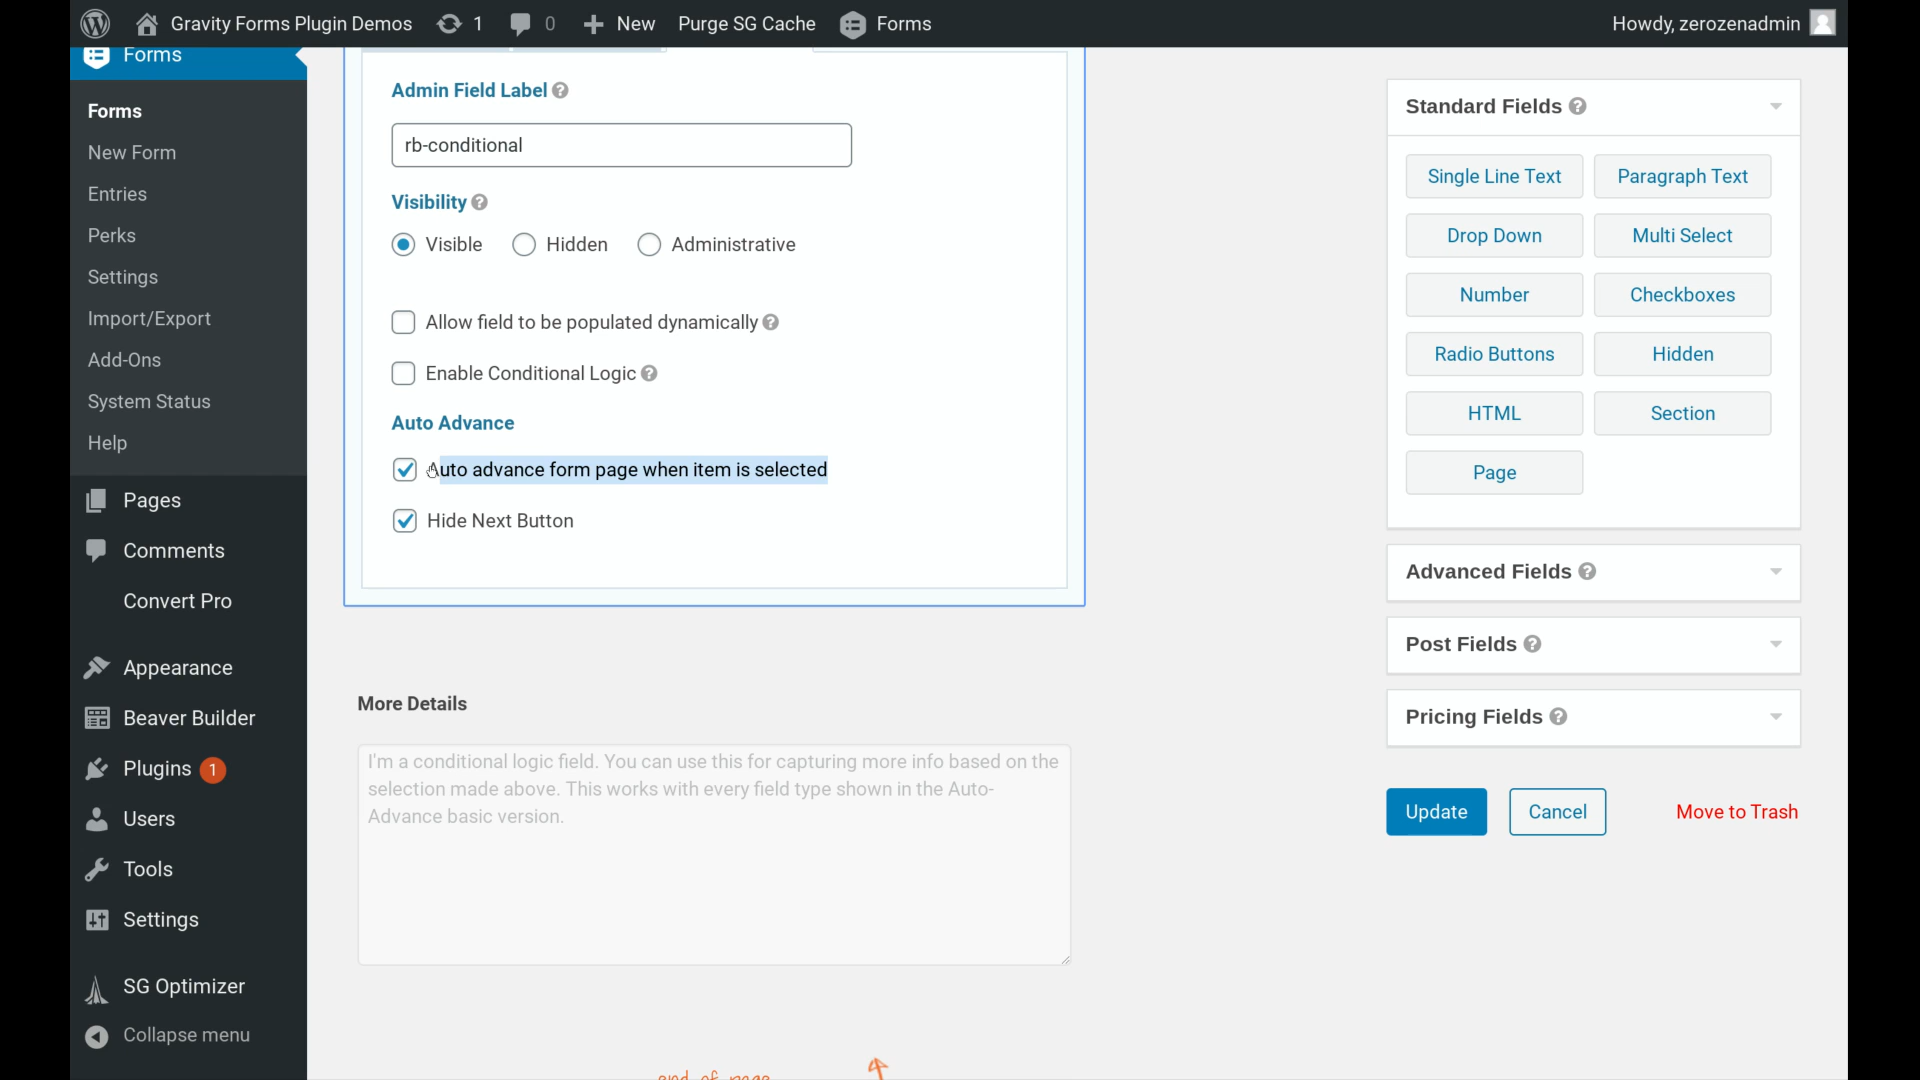 Gravity Forms Plugin Demos 1 0 New Purge SG Cache Forms Howdy, zerozenadmin
Forms
Forms
New Form
Entries
Perks
Settings
Import/Export
Add-Ons
System Status
Help
Pages
Comments
Convert Pro
Appearance
Beaver Builder
Plugins 1
Users
Tools
Settings
SG Optimizer
Collapse menu
Admin Field Label
rb-conditional
Visibility
Visible Hidden Administrative
Allow field to be populated dynamically
Enable Conditional Logic
Auto Advance
Auto advance form page when item is selected
Hide Next Button
More Details
I'm a conditional logic field. You can use this for capturing more info based on the
selection made above. This works with every field type shown in the Auto-
Advance basic version.
end of page
Standard Fields
Single Line Text Paragraph Text
Drop Down Multi Select
Number Checkboxes
Radio Buttons Hidden
HTML Section
Page
Advanced Fields
Post Fields
Pricing Fields
Update Cancel Move to Trash